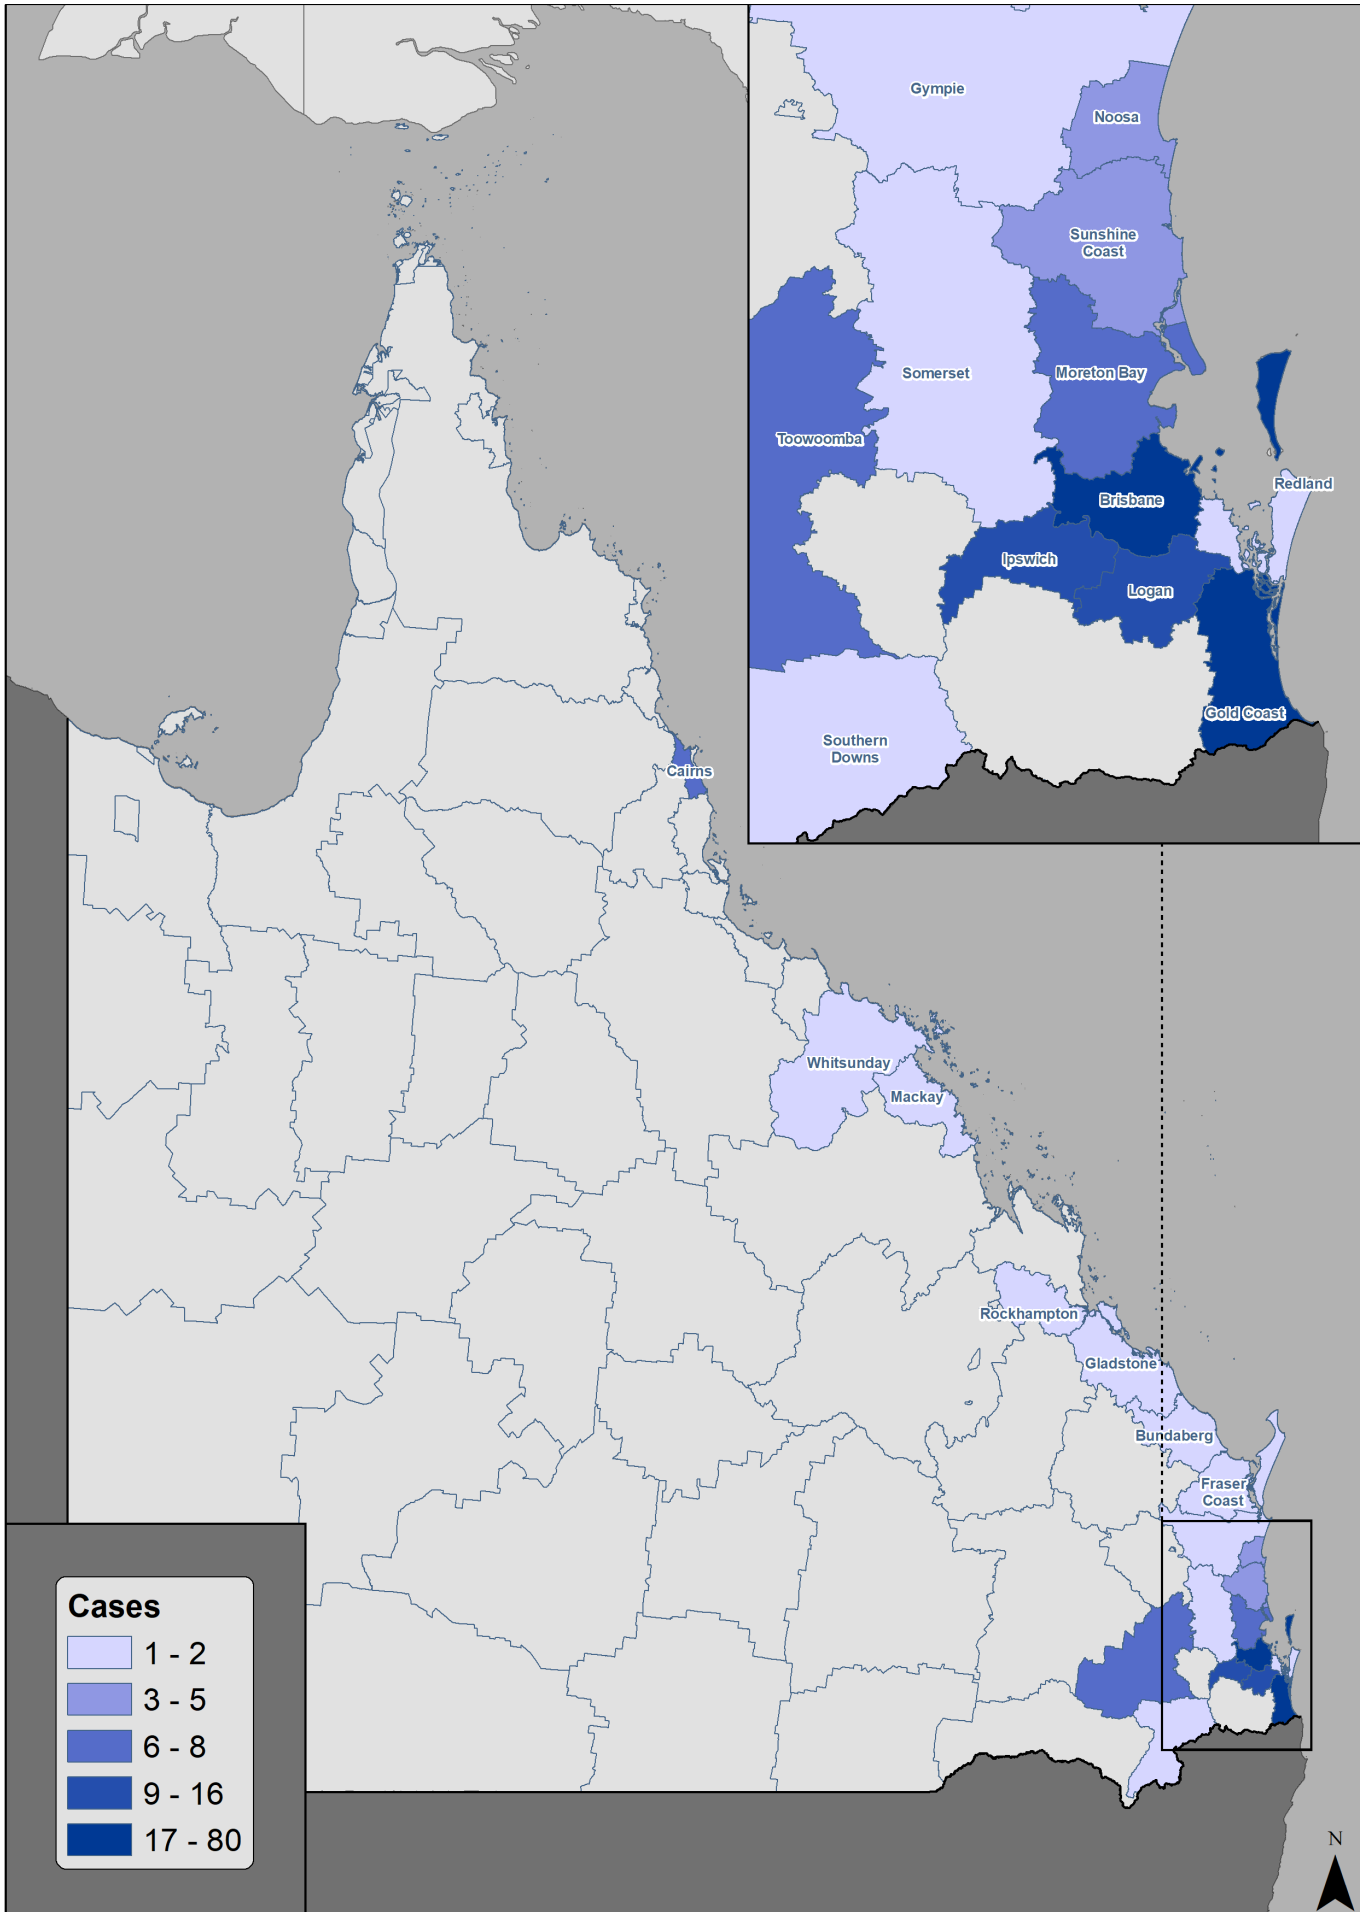 Gympie
Noosa
Sunshine
Coast
Somerset
Moreton Bay
Toowoomba
Redland
Brisbane
Ipswich
Logan
Gold Coast
Southern
Downs
Cairns
Whitsunday
Mackay
Rockhampton
Gladstone
Bundaberg
Fraser
Coast
Cases
1 - 2
3 - 5
6 - 8
9 - 16
17 - 80
N